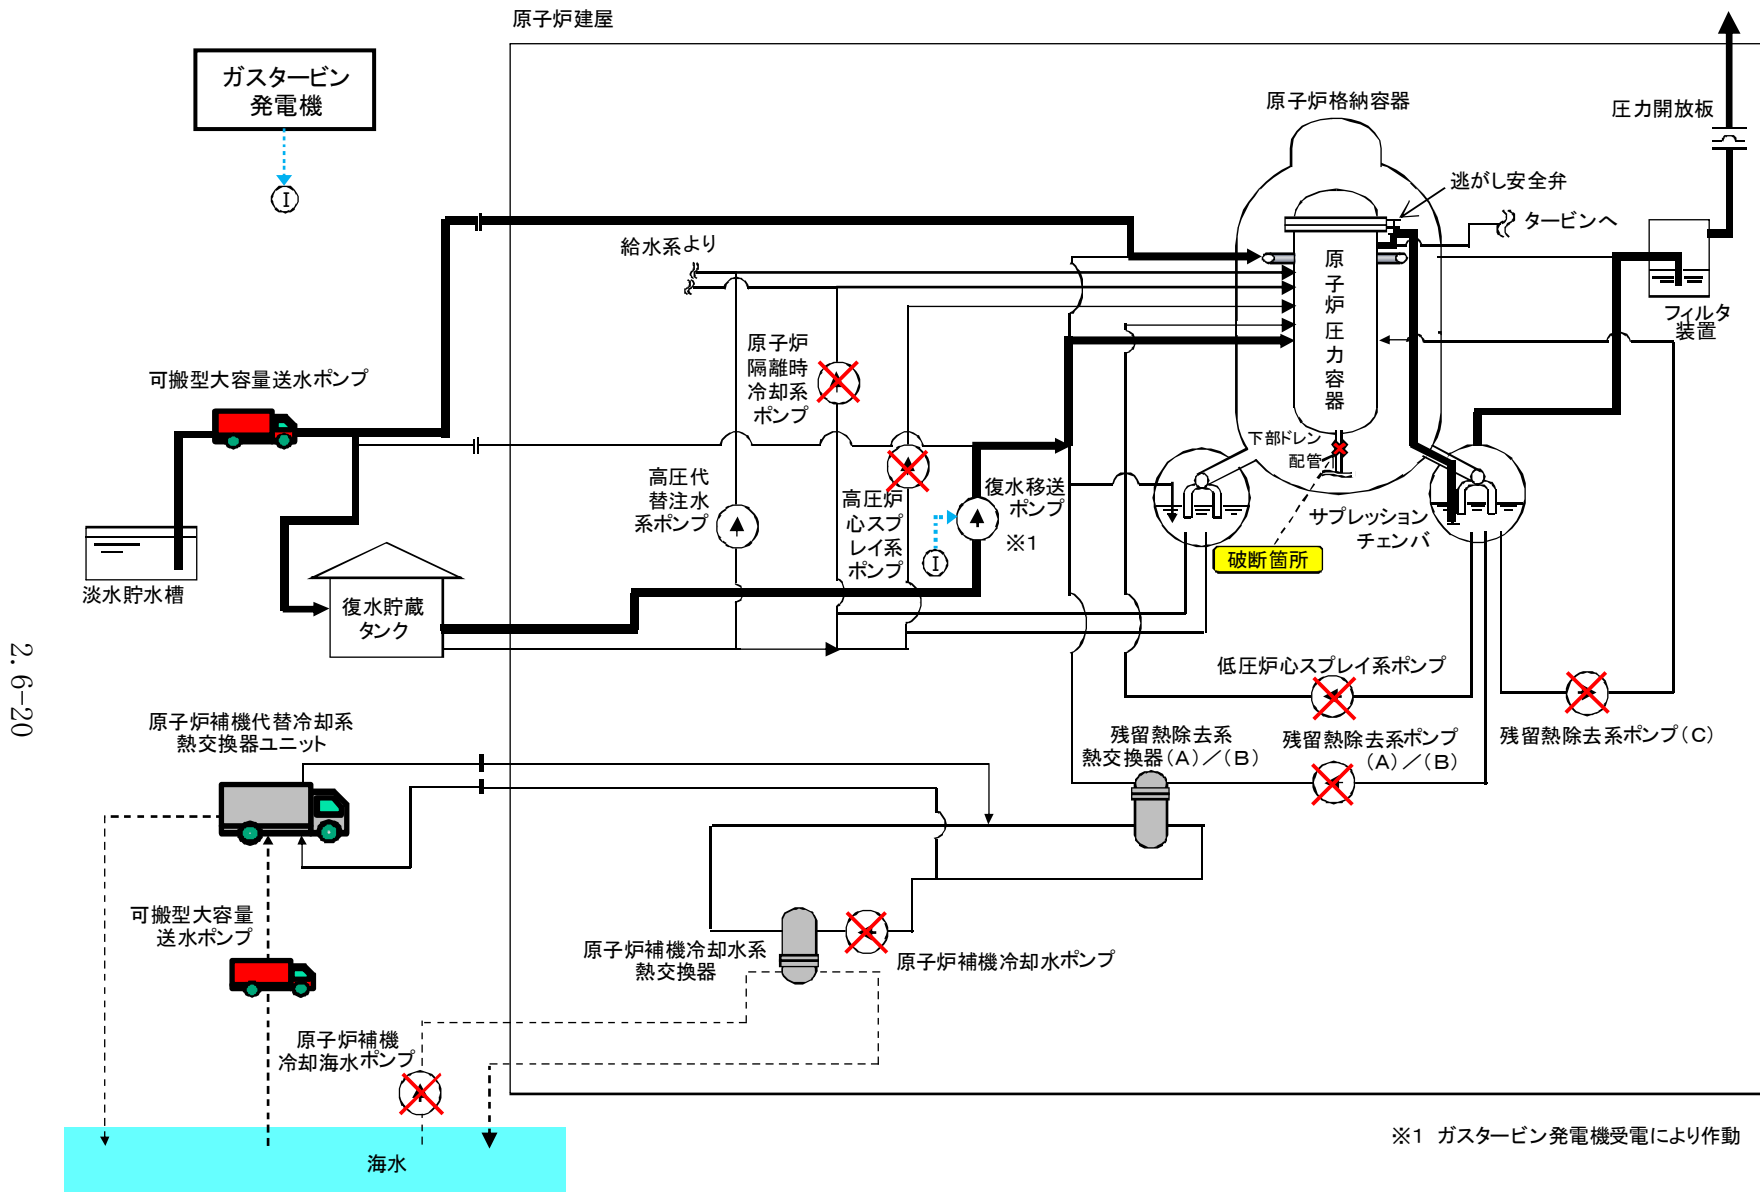 原子炉建屋
ガスタービン
発電機
I
原子炉格納容器
圧力開放板
逃がし安全弁
タービンへ
給水系より
原子炉圧力容器
フィルタ
装置
原子炉
隔離時
冷却系
ポンプ
可搬型大容量送水ポンプ
下部ドレン
配管
高圧代
替注水
系ポンプ
高圧炉
心スプ
レイ系
ポンプ
復水移送
ポンプ
※1
I
サプレッション
チェンバ
破断箇所
淡水貯水槽
復水貯蔵
タンク
低圧炉心スプレイ系ポンプ
残留熱除去系
熱交換器(A)/(B)
残留熱除去系ポンプ
(A)/(B)
残留熱除去系ポンプ(C)
原子炉補機代替冷却系
熱交換器ユニット
可搬型大容量
送水ポンプ
原子炉補機冷却水系
熱交換器
原子炉補機冷却水ポンプ
原子炉補機
冷却海水ポンプ
海水
※1 ガスタービン発電機受電により作動
2.6-20